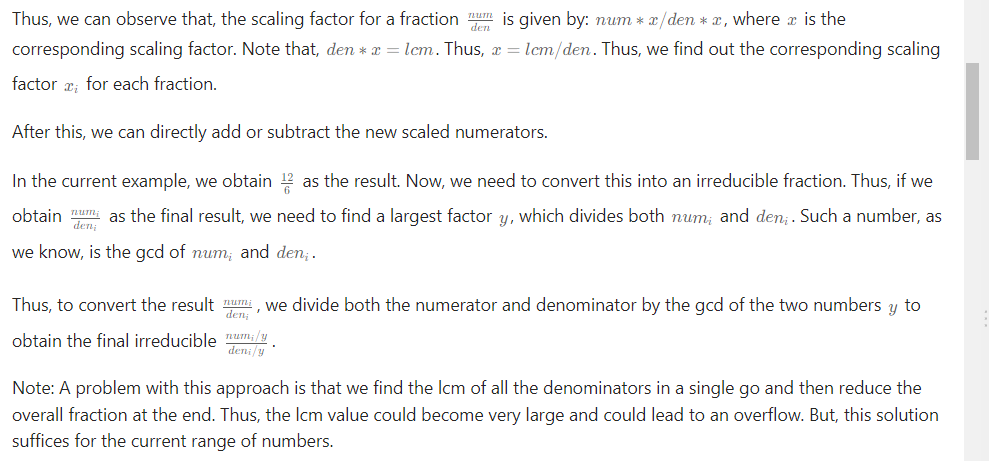 Thus, we can observe that, the scaling factor for a fraction num/den is given by: num ∗ x/den ∗ x, where x is the
corresponding scaling factor. Note that, den ∗ x = lcm. Thus, x = lcm/den. Thus, we find out the corresponding scaling
factor x_i for each fraction.
After this, we can directly add or subtract the new scaled numerators.
In the current example, we obtain 12/6 as the result. Now, we need to convert this into an irreducible fraction. Thus, if we
obtain num_i/den_i as the final result, we need to find a largest factor y, which divides both num_i and den_i. Such a number, as
we know, is the gcd of num_i and den_i.
Thus, to convert the result num_i/den_i, we divide both the numerator and denominator by the gcd of the two numbers y to
obtain the final irreducible (num_i/y)/(den_i/y).
Note: A problem with this approach is that we find the lcm of all the denominators in a single go and then reduce the
overall fraction at the end. Thus, the lcm value could become very large and could lead to an overflow. But, this solution
suffices for the current range of numbers.